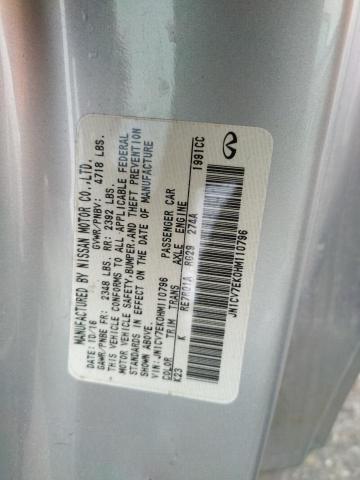 MANUFACTURED BY NISSAN MOTOR CO.,LTD.
10/16 GVWR/PNBV: 4718 LBS.
GAWR/PNBE FR: 2348 LBS. RR: 2392 LBS.
THIS VEHICLE CONFORMS TO ALL APPLICABLE FEDERAL
MOTOR VEHICLE SAFETY,BUMPER,AND THEFT PREVENTION
STANDARDS IN EFFECT ON THE DATE OF MANUFACTURE
SHOWN ABOVE.
VIN:JN1CV7EK0HM110796 PASSENGER CAR 1991CC
COLOR TRIM TRANS AXLE ENGINE
K23 K RE7R01A RG29 274A
JN1CV7EK0HM110796